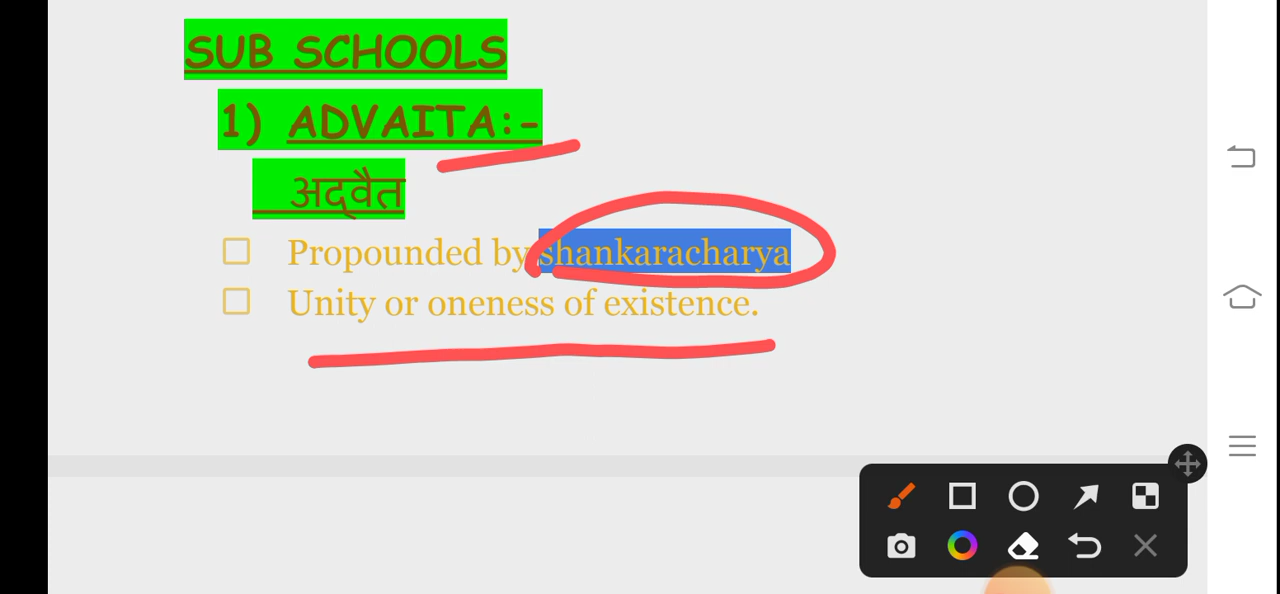 SUB SCHOOLS
1) ADVAITA:-
अद्वैत
Propounded by shankaracharya
Unity or oneness of existence.